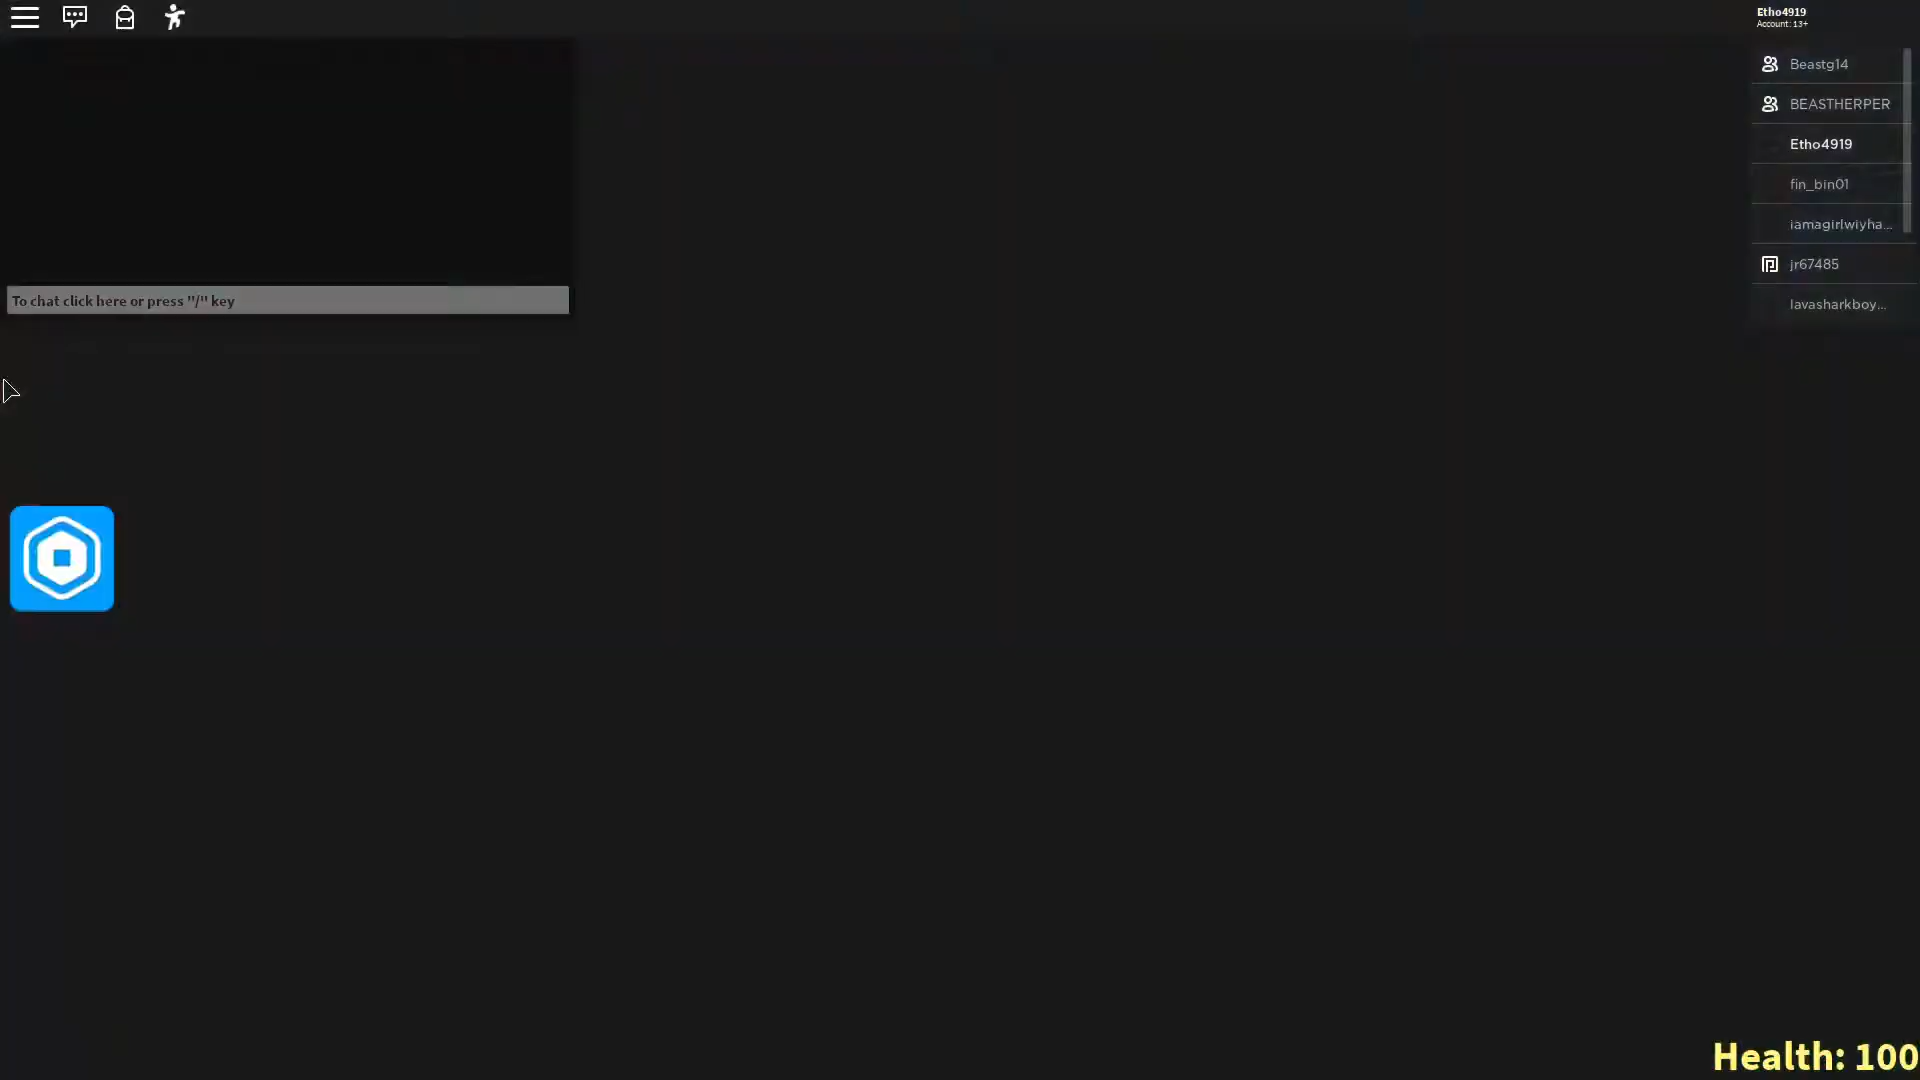 Etho4919
Account: 13+
Beastg14
BEASTHERPER
Etho4919
fin_bin01
iamagirlwiyha...
jr67485
lavasharkboy...
To chat click here or press "/" key
Health: 100